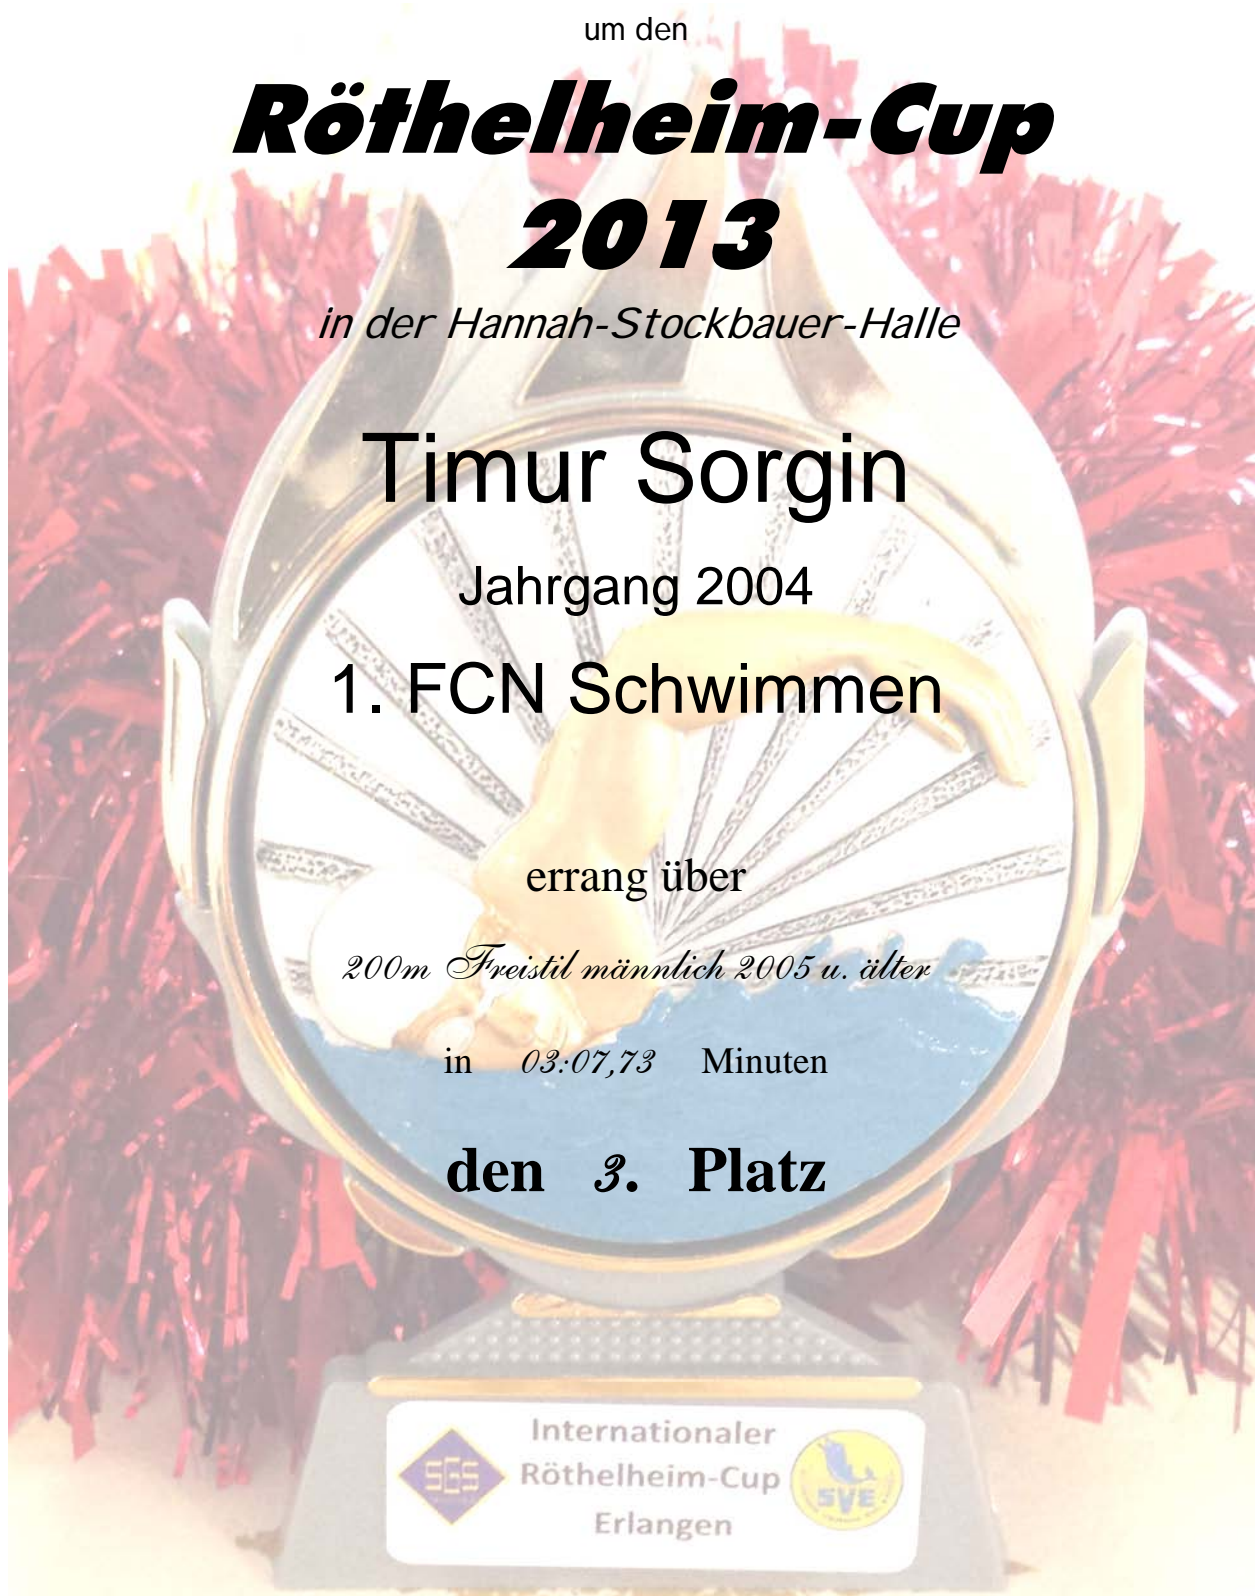 um den
Röthelheim-Cup
2013
in der Hannah-Stockbauer-Halle
Timur Sorgin
Jahrgang 2004
1. FCN Schwimmen
errang über
200m Freistil männlich 2005 u. älter
in 03:07,73 Minuten
den 3. Platz
Internationaler
SGS Röthelheim-Cup SVE
Erlangen